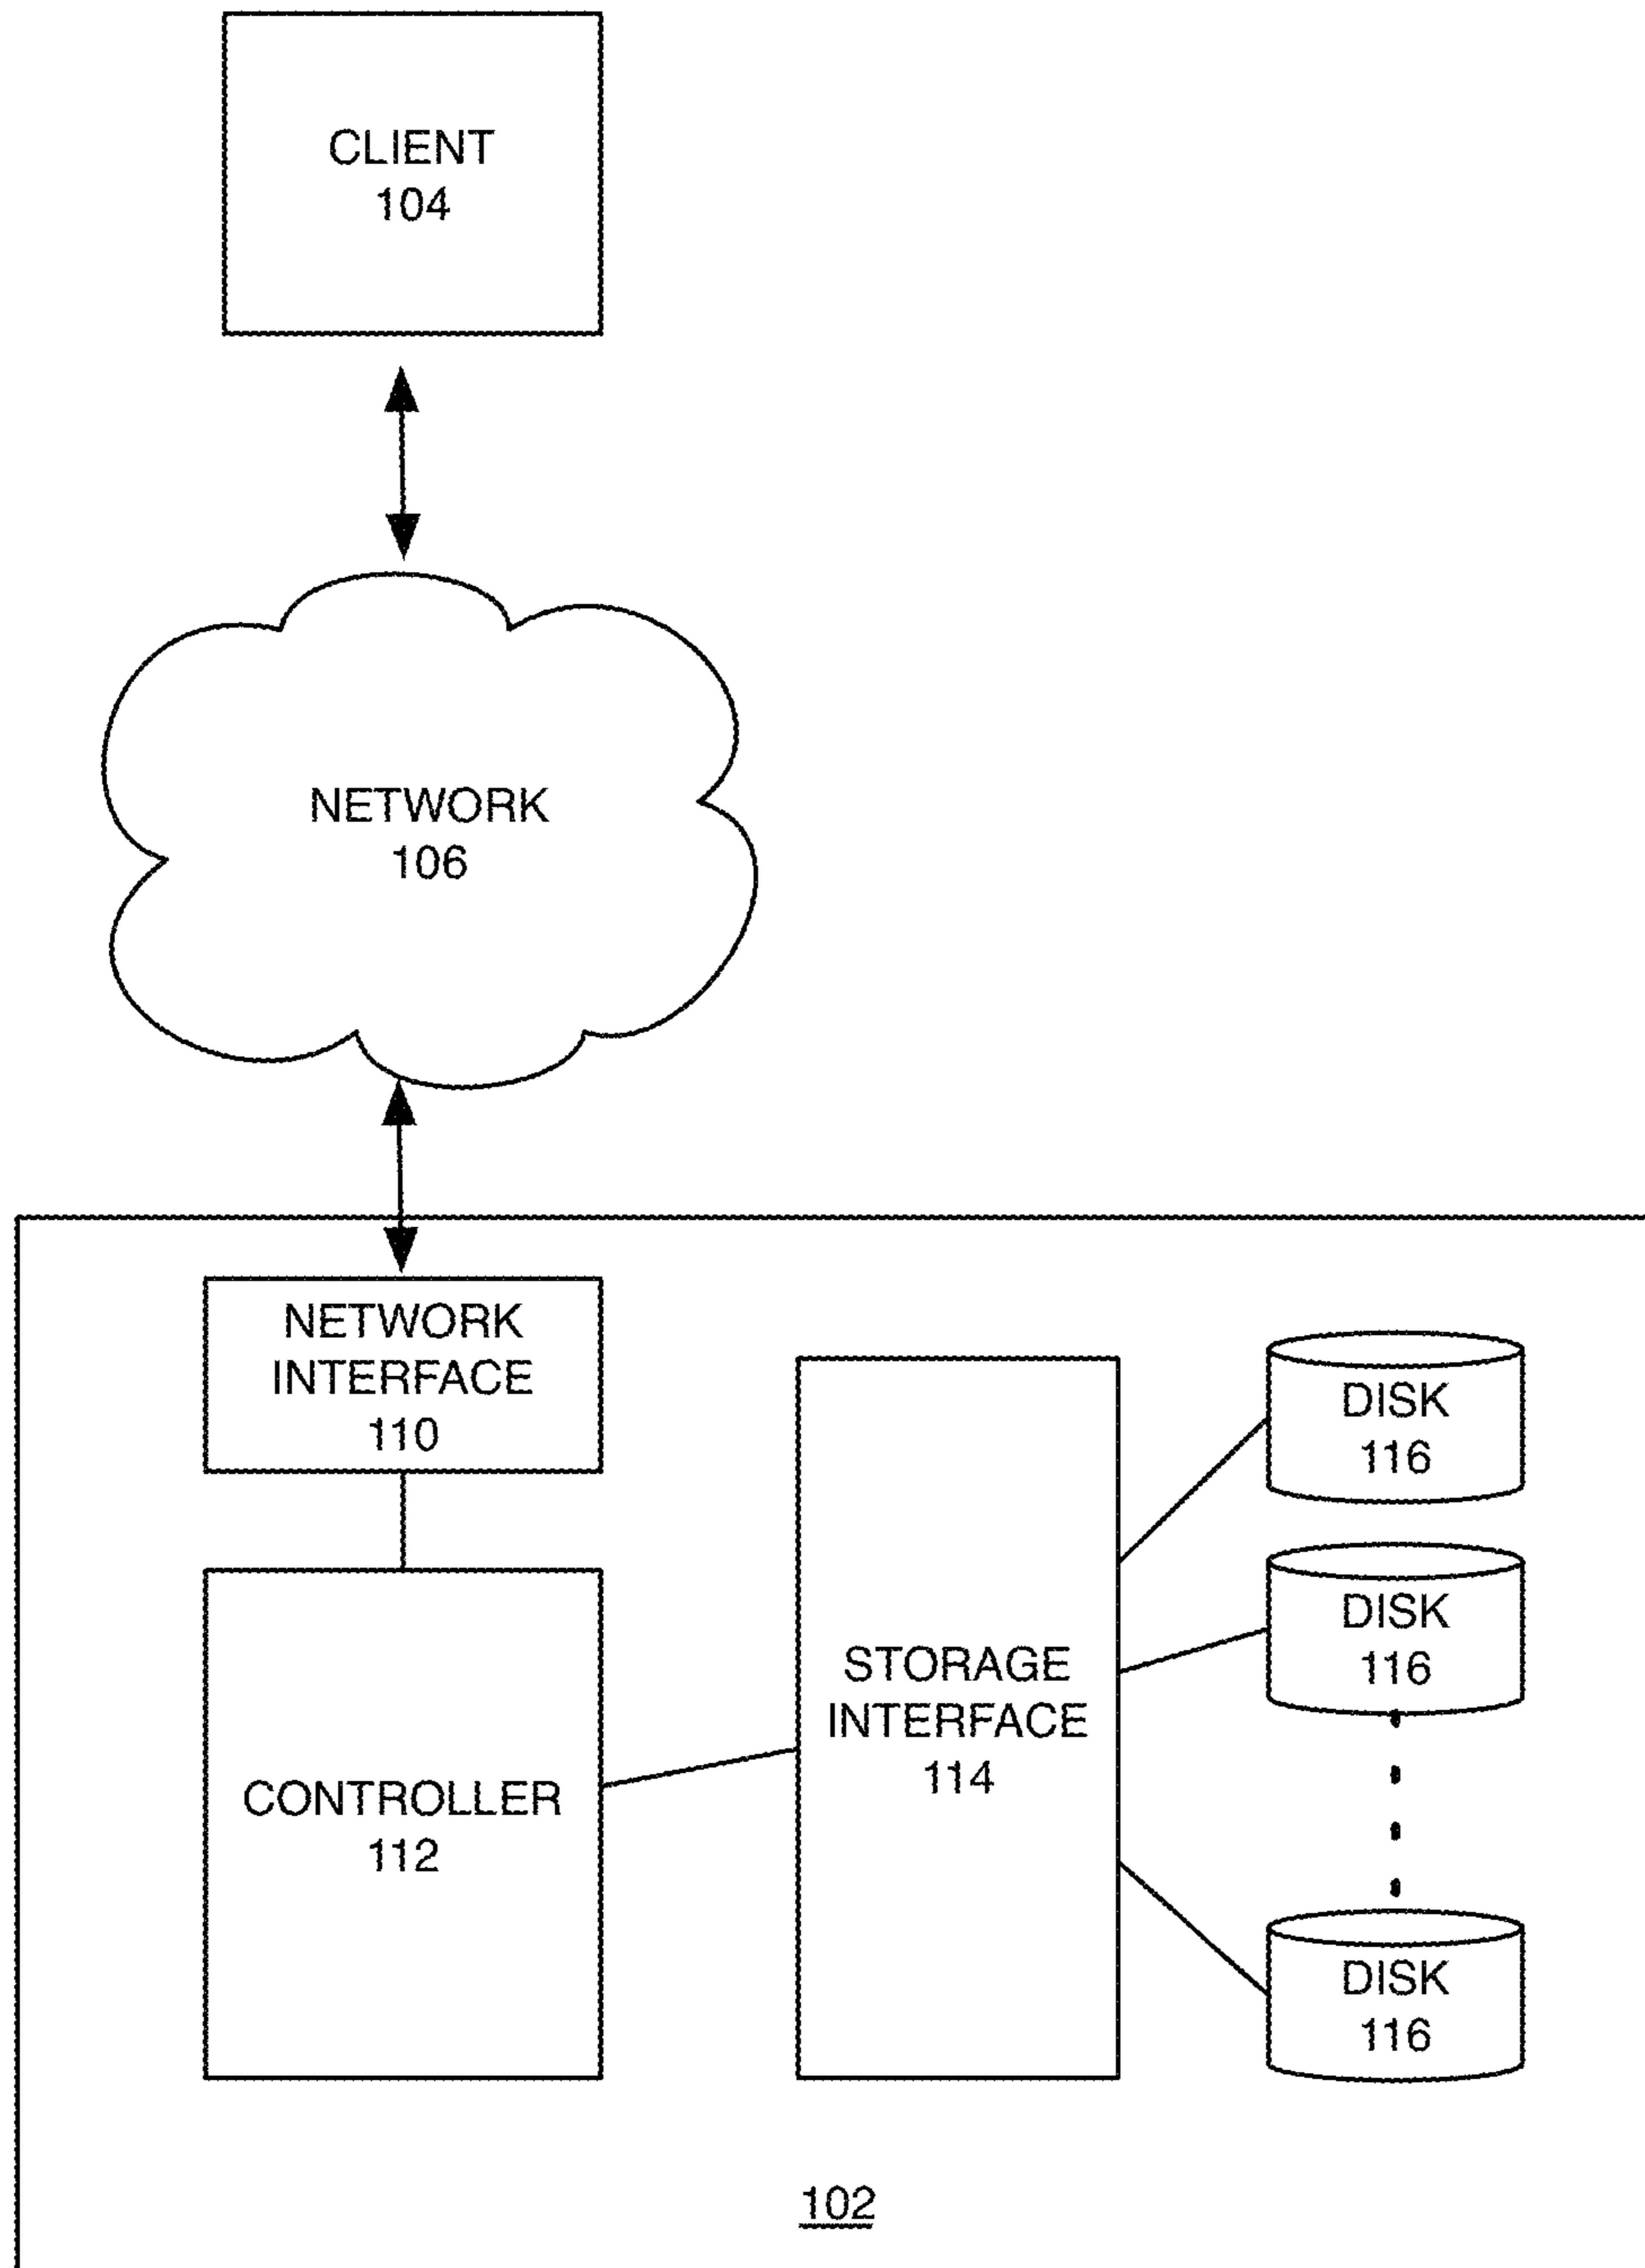 CLIENT
104
NETWORK
106
NETWORK
INTERFACE
110
CONTROLLER
112
STORAGE
INTERFACE
114
DISK
116
DISK
116
DISK
116
102